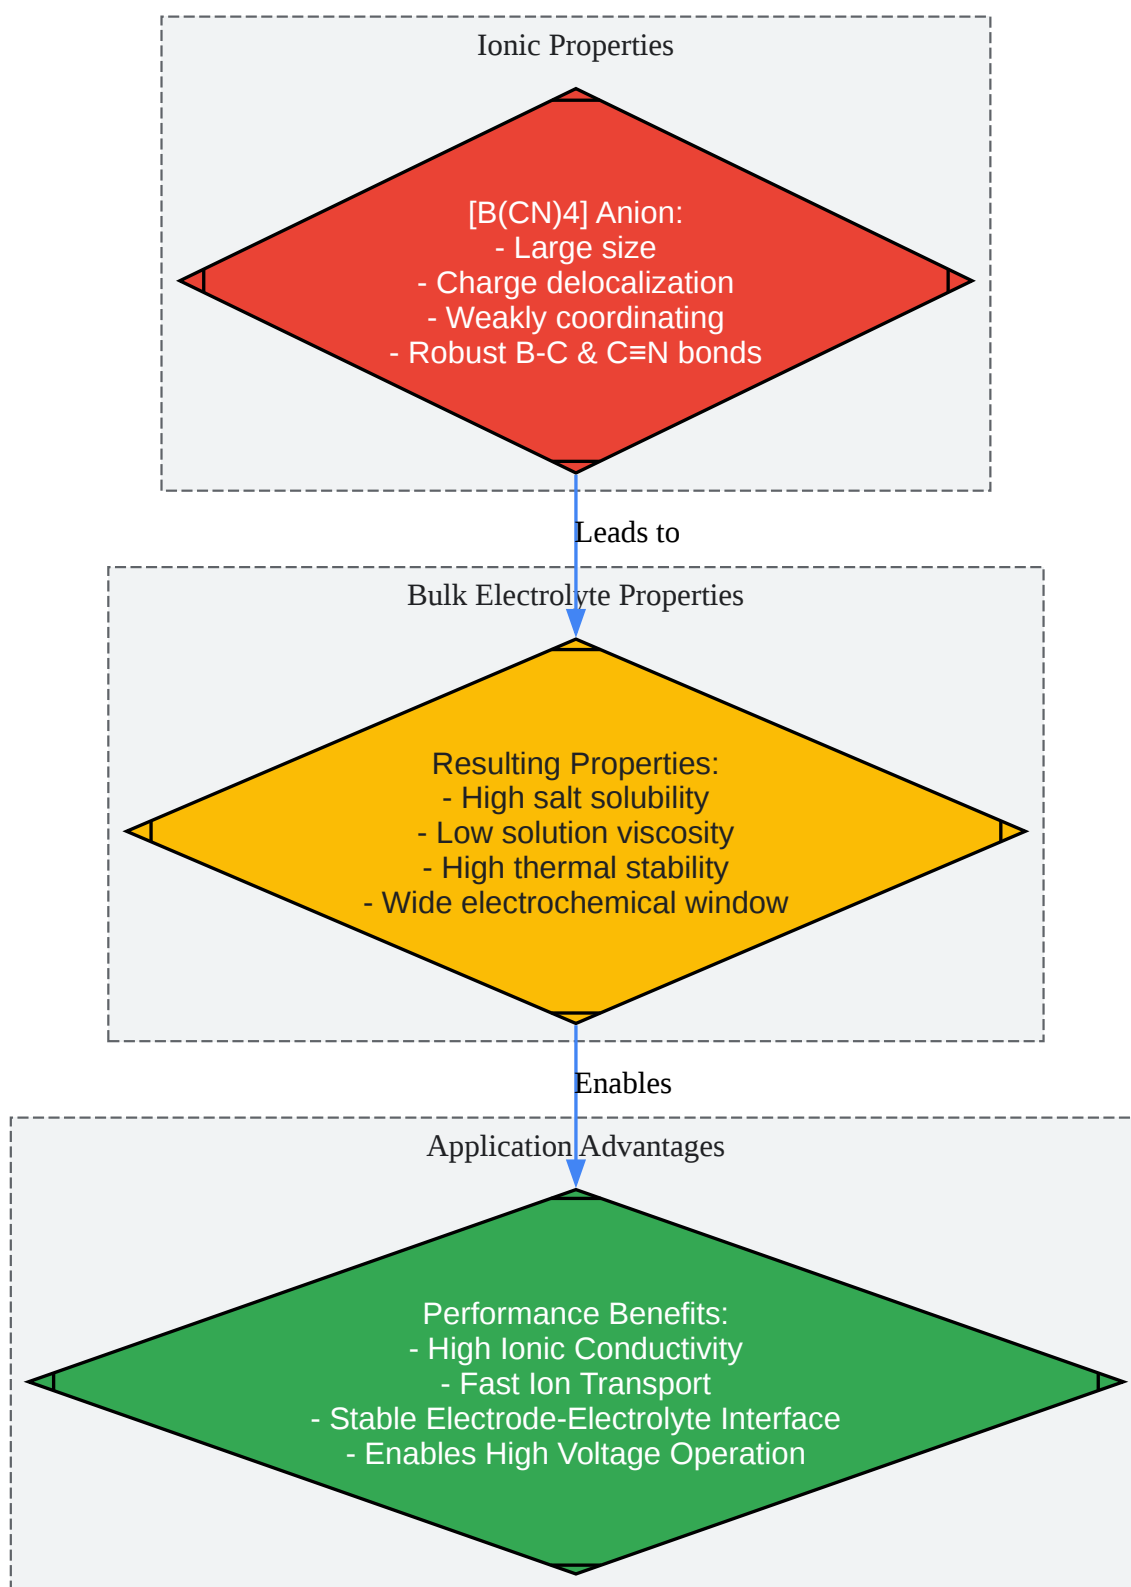 Ionic Properties
[B(CN)4] Anion:
- Large size
- Charge delocalization
- Weakly coordinating
- Robust B-C & C≡N bonds
Leads to
Bulk Electrolyte Properties
Resulting Properties:
- High salt solubility
- Low solution viscosity
- High thermal stability
- Wide electrochemical window
Enables
Application Advantages
Performance Benefits:
- High Ionic Conductivity
- Fast Ion Transport
- Stable Electrode-Electrolyte Interface
- Enables High Voltage Operation